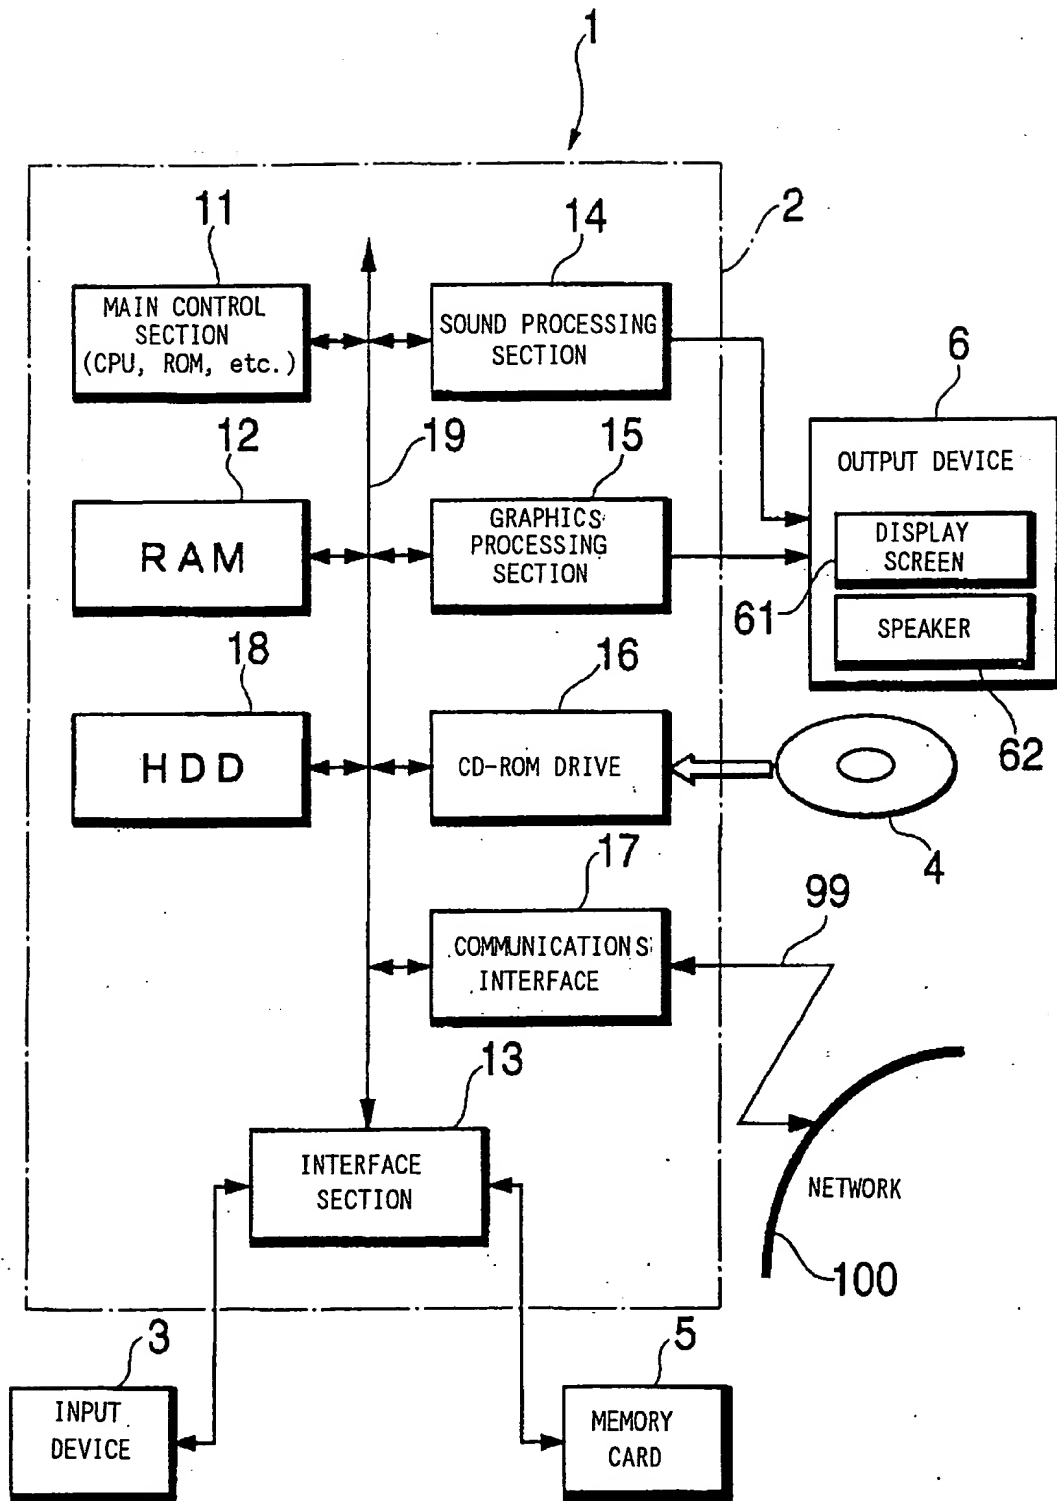 1
2
11
14
MAIN CONTROL
SECTION
(CPU, ROM, etc.)
SOUND PROCESSING
SECTION
6
12
19
15
OUTPUT DEVICE
RAM
GRAPHICS
PROCESSING
SECTION
DISPLAY
SCREEN
61
SPEAKER
18
16
62
HDD
CD-ROM DRIVE
4
17
99
COMMUNICATIONS
INTERFACE
13
INTERFACE
SECTION
NETWORK
100
3
5
INPUT
DEVICE
MEMORY
CARD